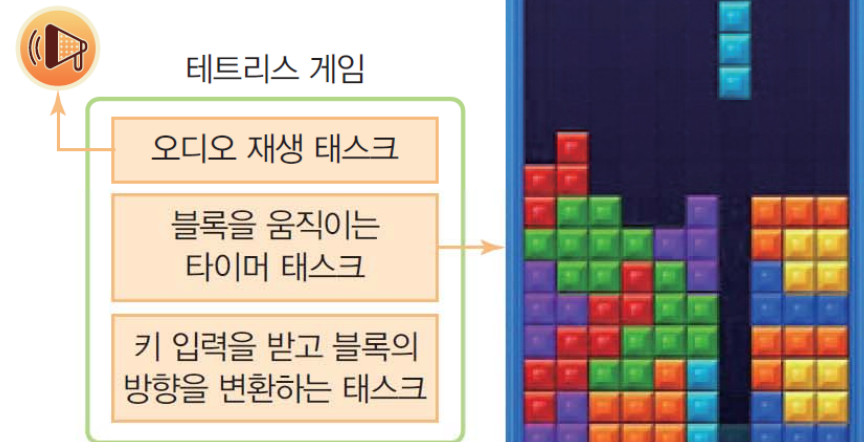 테트리스 게임
오디오 재생 태스크
블록을 움직이는
타이머 태스크
키 입력을 받고 블록의
방향을 변환하는 태스크